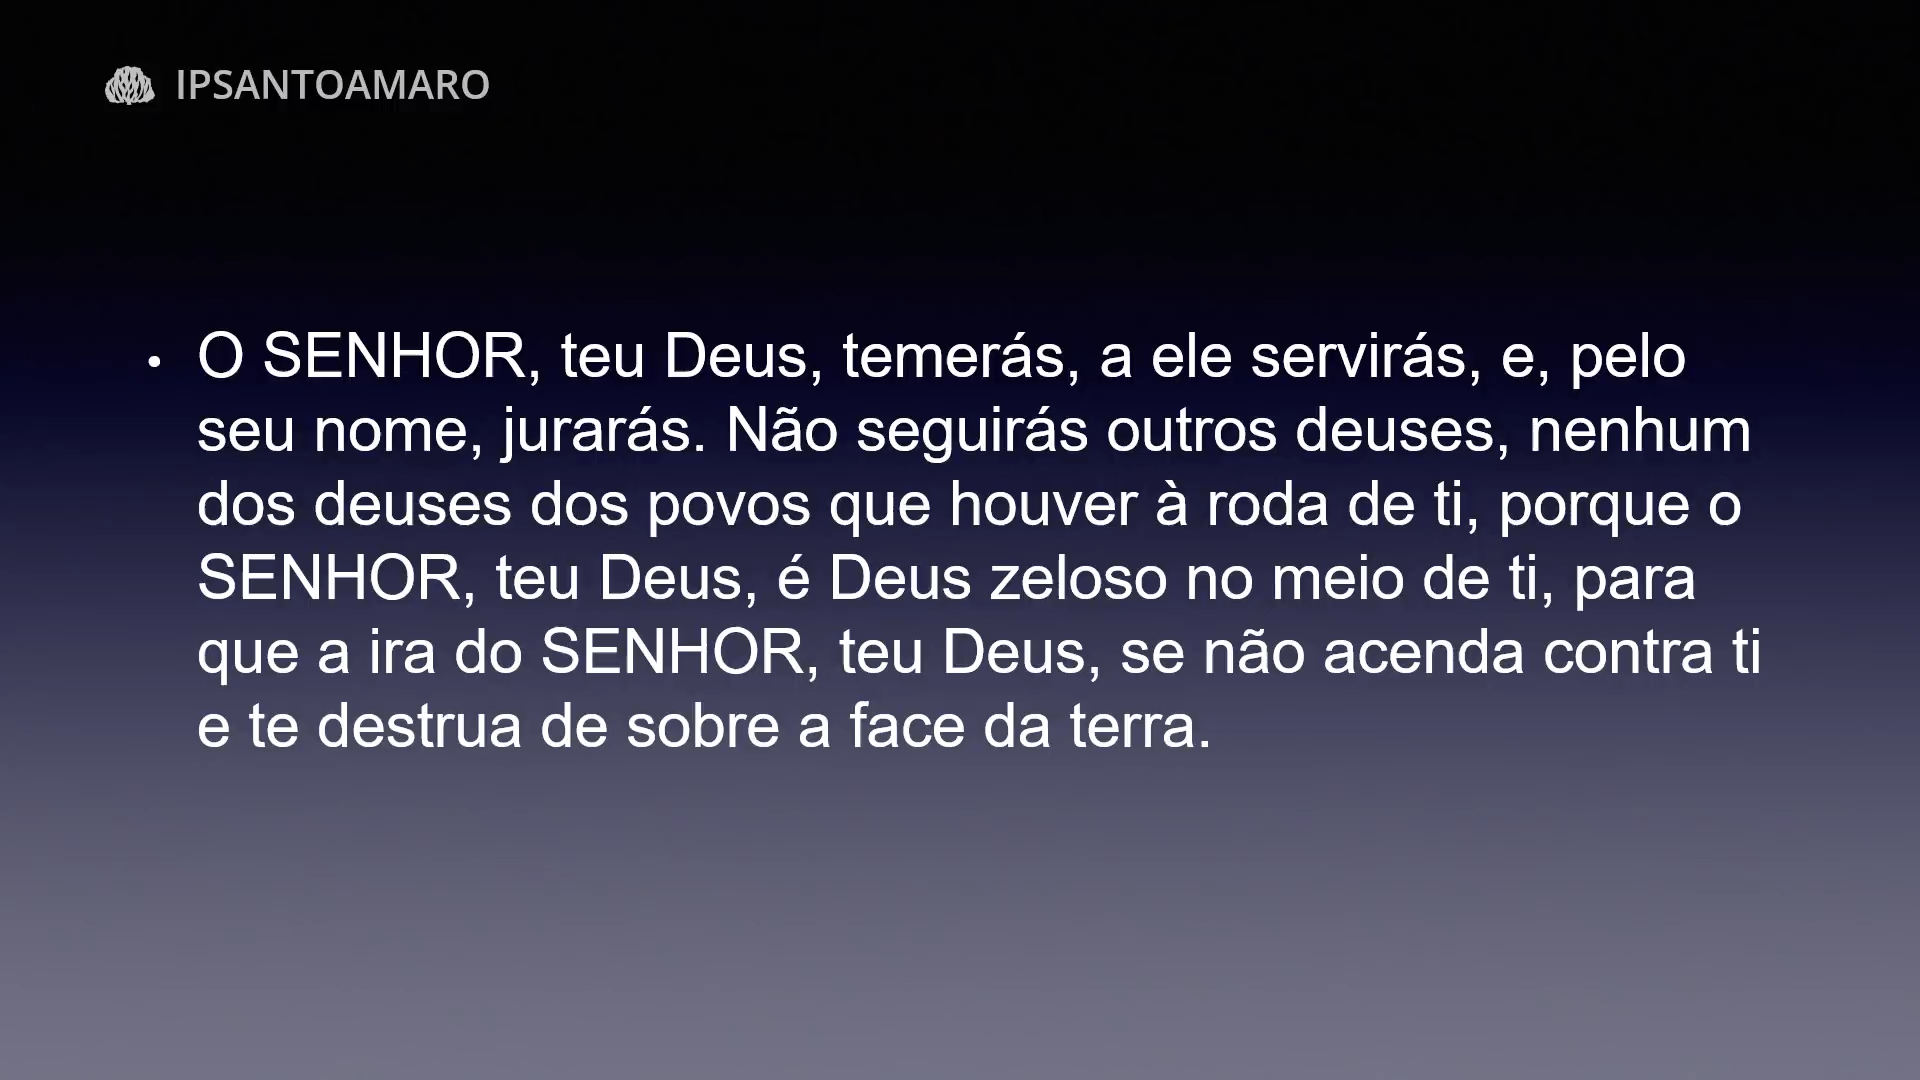 IPSANTOAMARO
• O SENHOR, teu Deus, temerás, a ele servirás, e, pelo
seu nome, jurarás. Não seguirás outros deuses, nenhum
dos deuses dos povos que houver à roda de ti, porque o
SENHOR, teu Deus, é Deus zeloso no meio de ti, para
que a ira do SENHOR, teu Deus, se não acenda contra ti
e te destrua de sobre a face da terra.